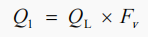 Q₁ = Q_L × F_v